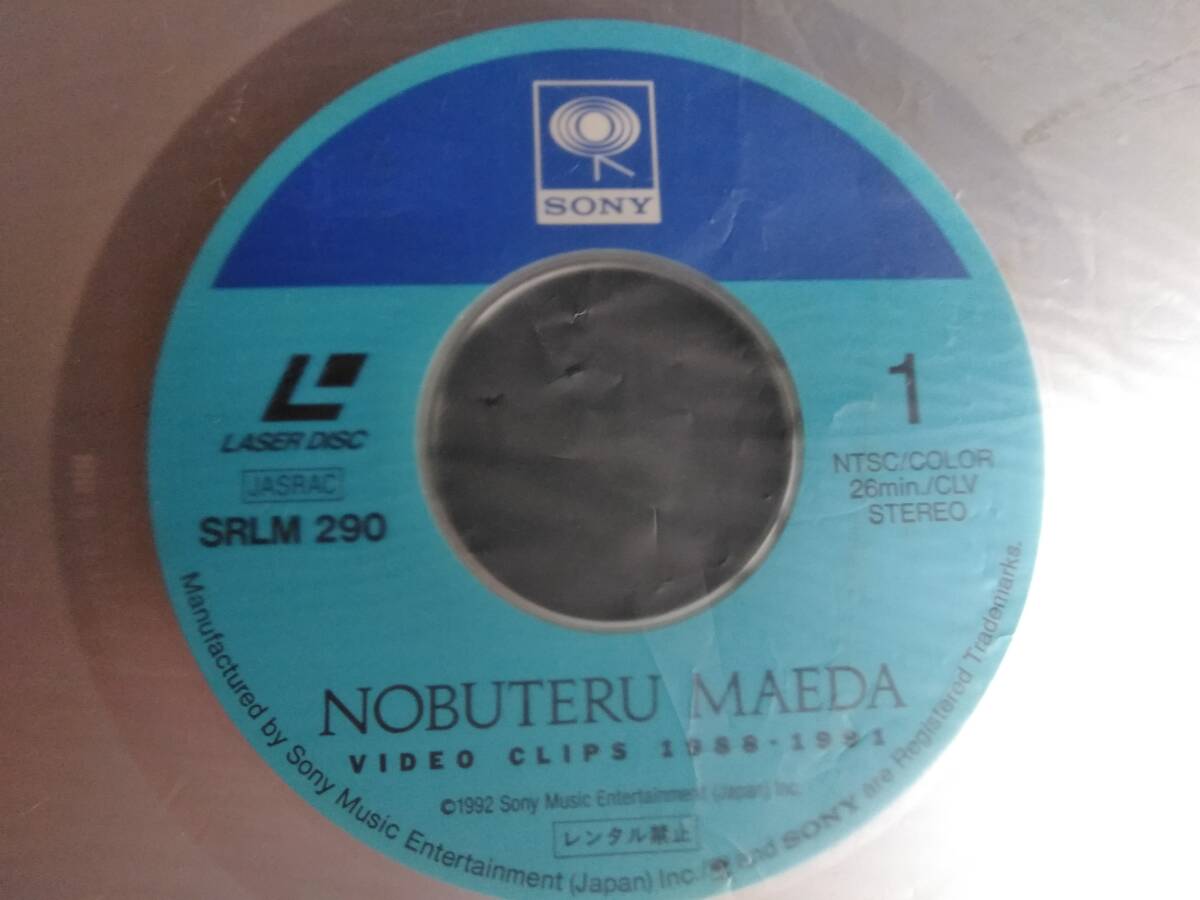 SONY
LASER DISC
JASRAC
SRLM 290
1
NTSC/COLOR
26min./CLV
STEREO
NOBUTERU MAEDA
VIDEO CLIPS 1988-1991
©1992 Sony Music Entertainment (Japan) Inc.
レンタル禁止
Manufactured by Sony Music Entertainment (Japan) Inc./ and SONY are Registered Trademarks.